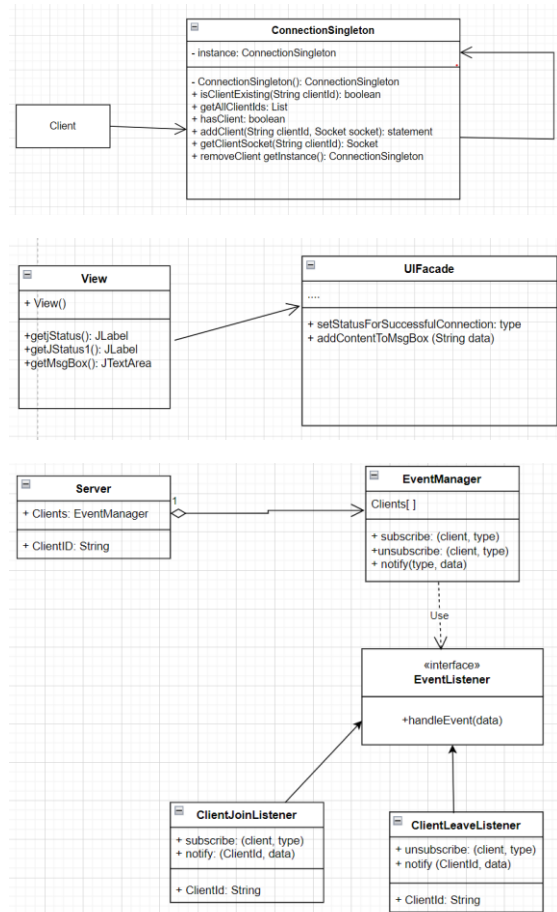 ConnectionSingleton
- instance: ConnectionSingleton
- ConnectionSingleton(): ConnectionSingleton
+ isClientExisting(String clientId): boolean
+ getAllClientIds: List
+ hasClient: boolean
+ addClient(String clientId, Socket socket): statement
+ getClientSocket(String clientId): Socket
+ removeClient getInstance(): ConnectionSingleton
Client
View
+ View()
+getjStatus(): JLabel
+getJStatus1(): JLabel
+getMsgBox(): JTextArea
UIFacade
....
+ setStatusForSuccessfulConnection: type
+ addContentToMsgBox (String data)
Server
+ Clients: EventManager
+ ClientID: String
1
EventManager
Clients[ ]
+ subscribe: (client, type)
+unsubscribe: (client, type)
+ notify(type, data)
Use
«interface»
EventListener
+handleEvent(data)
ClientJoinListener
+ subscribe: (client, type)
+ notify: (ClientId, data)
+ ClientId: String
ClientLeaveListener
+ unsubscribe: (client, type)
+ notify (ClientId, data)
+ ClientId: String